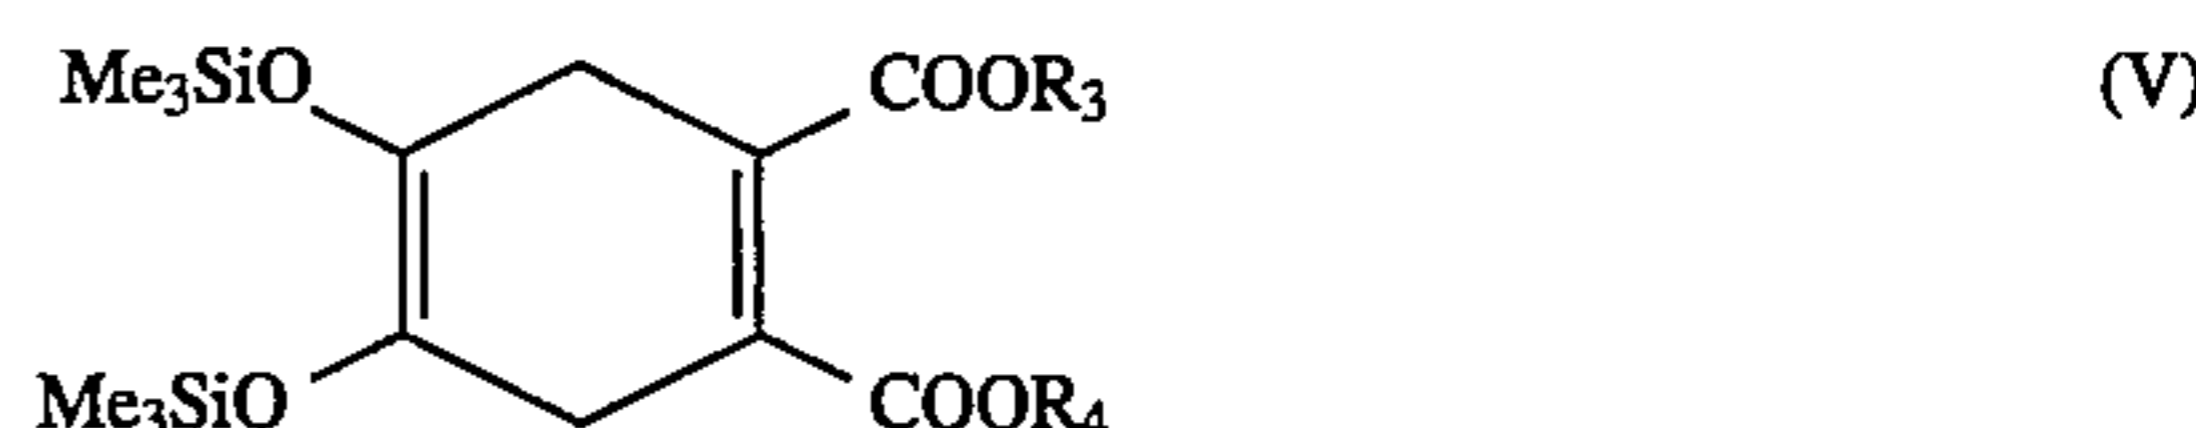 Me₃SiO COOR₃ (V)
Me₃SiO COOR₄